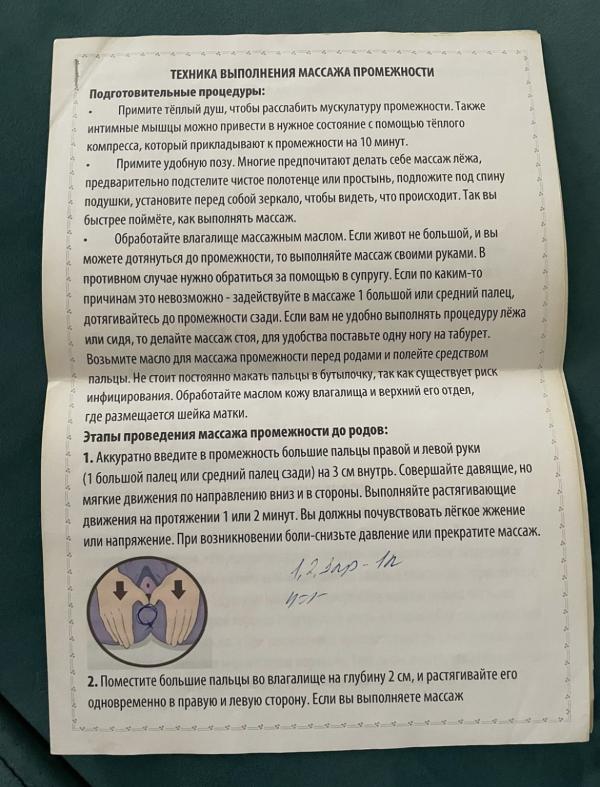 ТЕХНИКА ВЫПОЛНЕНИЯ МАССАЖА ПРОМЕЖНОСТИ
Подготовительные процедуры:
• Примите тёплый душ, чтобы расслабить мускулатуру промежности. Также
интимные мышцы можно привести в нужное состояние с помощью тёплого
компресса, который прикладывают к промежности на 10 минут.
• Примите удобную позу. Многие предпочитают делать себе массаж лёжа,
предварительно подстелите чистое полотенце или простынь, подложите под спину
подушки, установите перед собой зеркало, чтобы видеть, что происходит. Так вы
быстрее поймёте, как выполнять массаж.
• Обработайте влагалище массажным маслом. Если живот не большой, и вы
можете дотянуться до промежности, то выполняйте массаж своими руками. В
противном случае нужно обратиться за помощью в супругу. Если по каким-то
причинам это невозможно - задействуйте в массаже 1 большой или средний палец,
дотягивайтесь до промежности сзади. Если вам не удобно выполнять процедуру лёжа
или сидя, то делайте массаж стоя, для удобства поставьте одну ногу на табурет.
Возьмите масло для массажа промежности перед родами и полейте средством
пальцы. Не стоит постоянно макать пальцы в бутылочку, так как существует риск
инфицирования. Обработайте маслом кожу влагалища и верхний его отдел,
где размещается шейка матки.
Этапы проведения массажа промежности до родов:
1. Аккуратно введите в промежность большие пальцы правой и левой руки
(1 большой палец или средний палец сзади) на 3 см внутрь. Совершайте давящие, но
мягкие движения по направлению вниз и в стороны. Выполняйте растягивающие
движения на протяжении 1 или 2 минут. Вы должны почувствовать лёгкое жжение
или напряжение. При возникновении боли-снизьте давление или прекратите массаж.
1, 2, 3
2. Поместите большие пальцы во влагалище на глубину 2 см, и растягивайте его
одновременно в правую и левую сторону. Если вы выполняете массаж